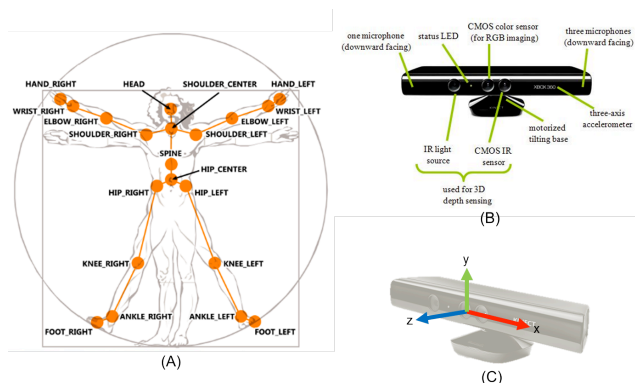 HAND_RIGHT
HEAD
SHOULDER_CENTER
HAND_LEFT
WRIST_RIGHT
WRIST_LEFT
ELBOW_RIGHT
ELBOW_LEFT
SHOULDER_RIGHT
SHOULDER_LEFT
SPINE
HIP_CENTER
HIP_RIGHT
HIP_LEFT
KNEE_RIGHT
KNEE_LEFT
ANKLE_RIGHT
ANKLE_LEFT
FOOT_RIGHT
FOOT_LEFT
(A)
one microphone
(downward facing)
status LED
CMOS color sensor
(for RGB imaging)
three microphones
(downward facing)
XBOX 360
three-axis
accelerometer
motorized
tilting base
IR light
source
CMOS IR
sensor
used for 3D
depth sensing
(B)
y
z
x
(C)